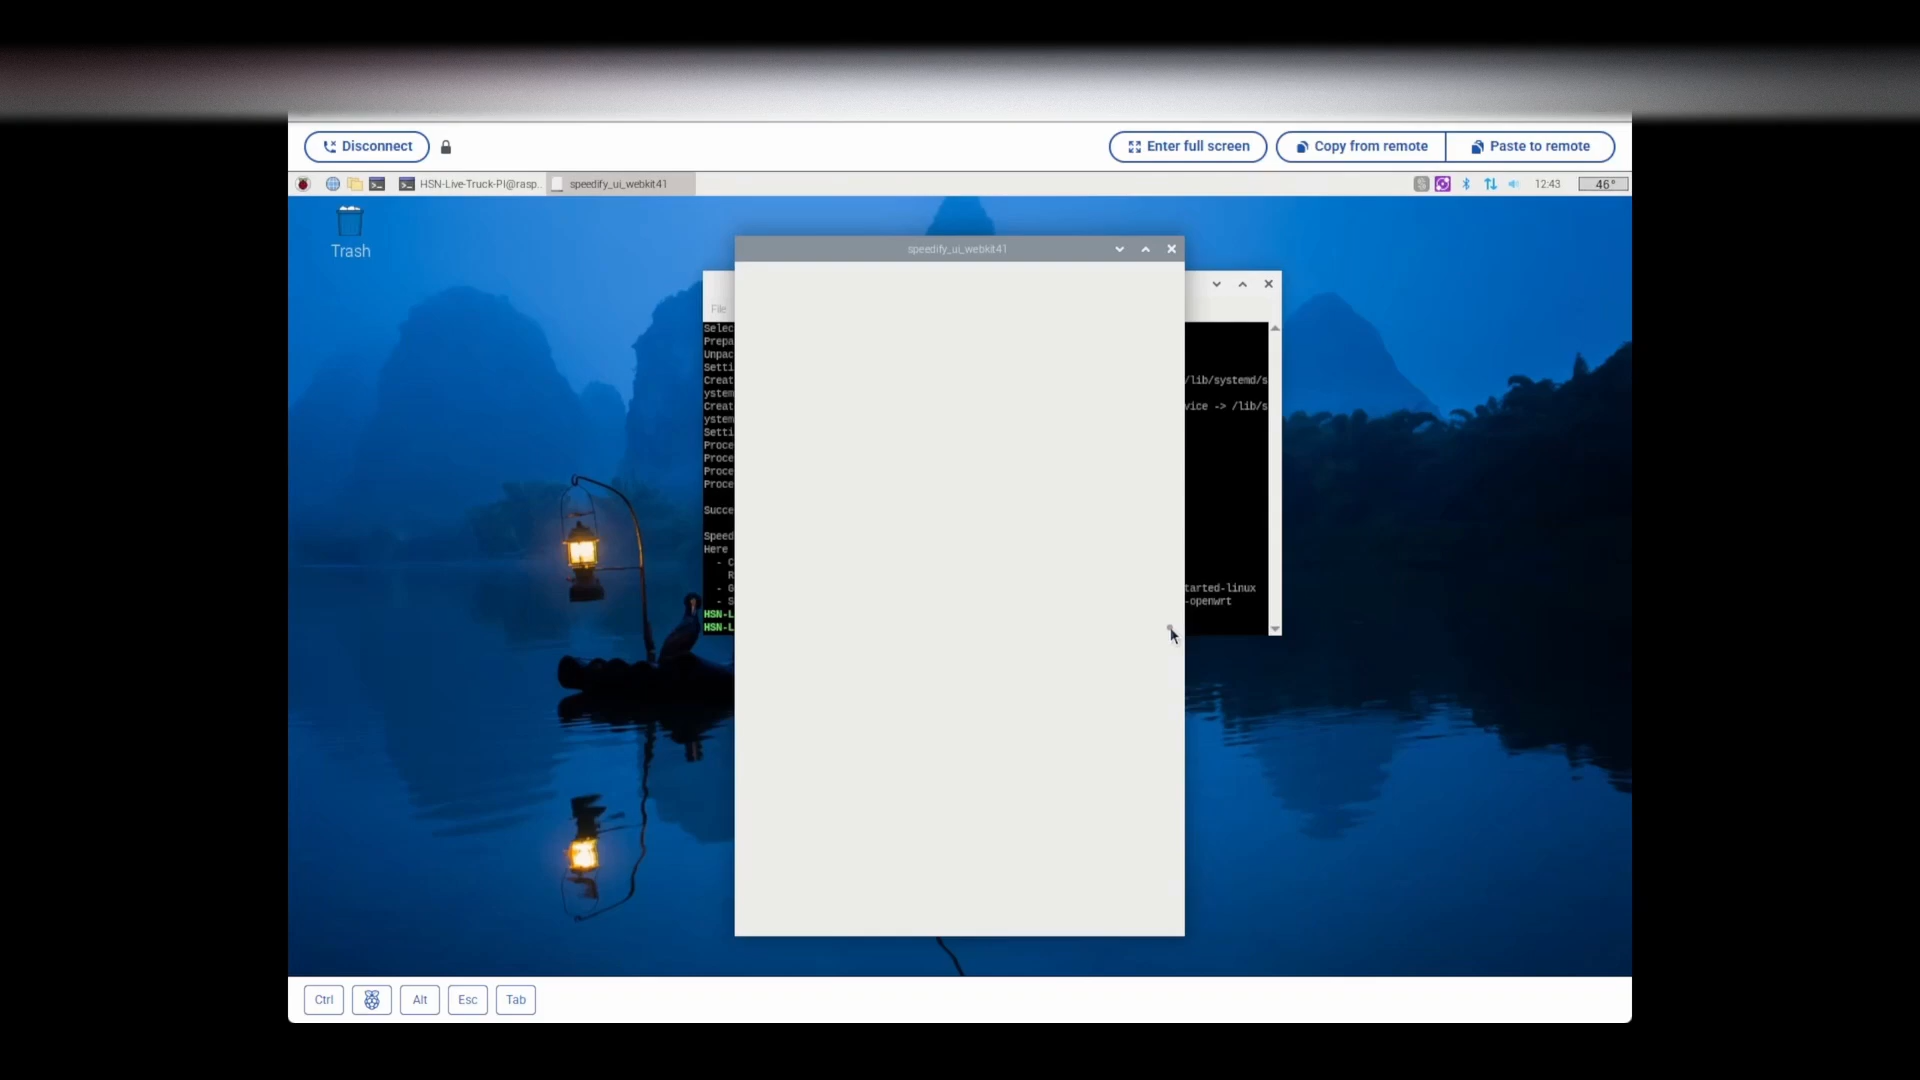 Disconnect
Enter full screen
Copy from remote
Paste to remote
HSN-Live-Truck-PI@rasp..
speedify_ui_webkit41
12:43
46°
Trash
speedify_ui_webkit41
File
Selec
Prepa
Unpac
Setti
Creat /lib/systemd/s
ystem
Creat vice -> /lib/s
ystem
Setti
Proce
Proce
Proce
Proce
Succe
Speed
Here
- C
R
- G tarted-linux
- S -openwrt
HSN-L
HSN-L
Ctrl
Alt
Esc
Tab